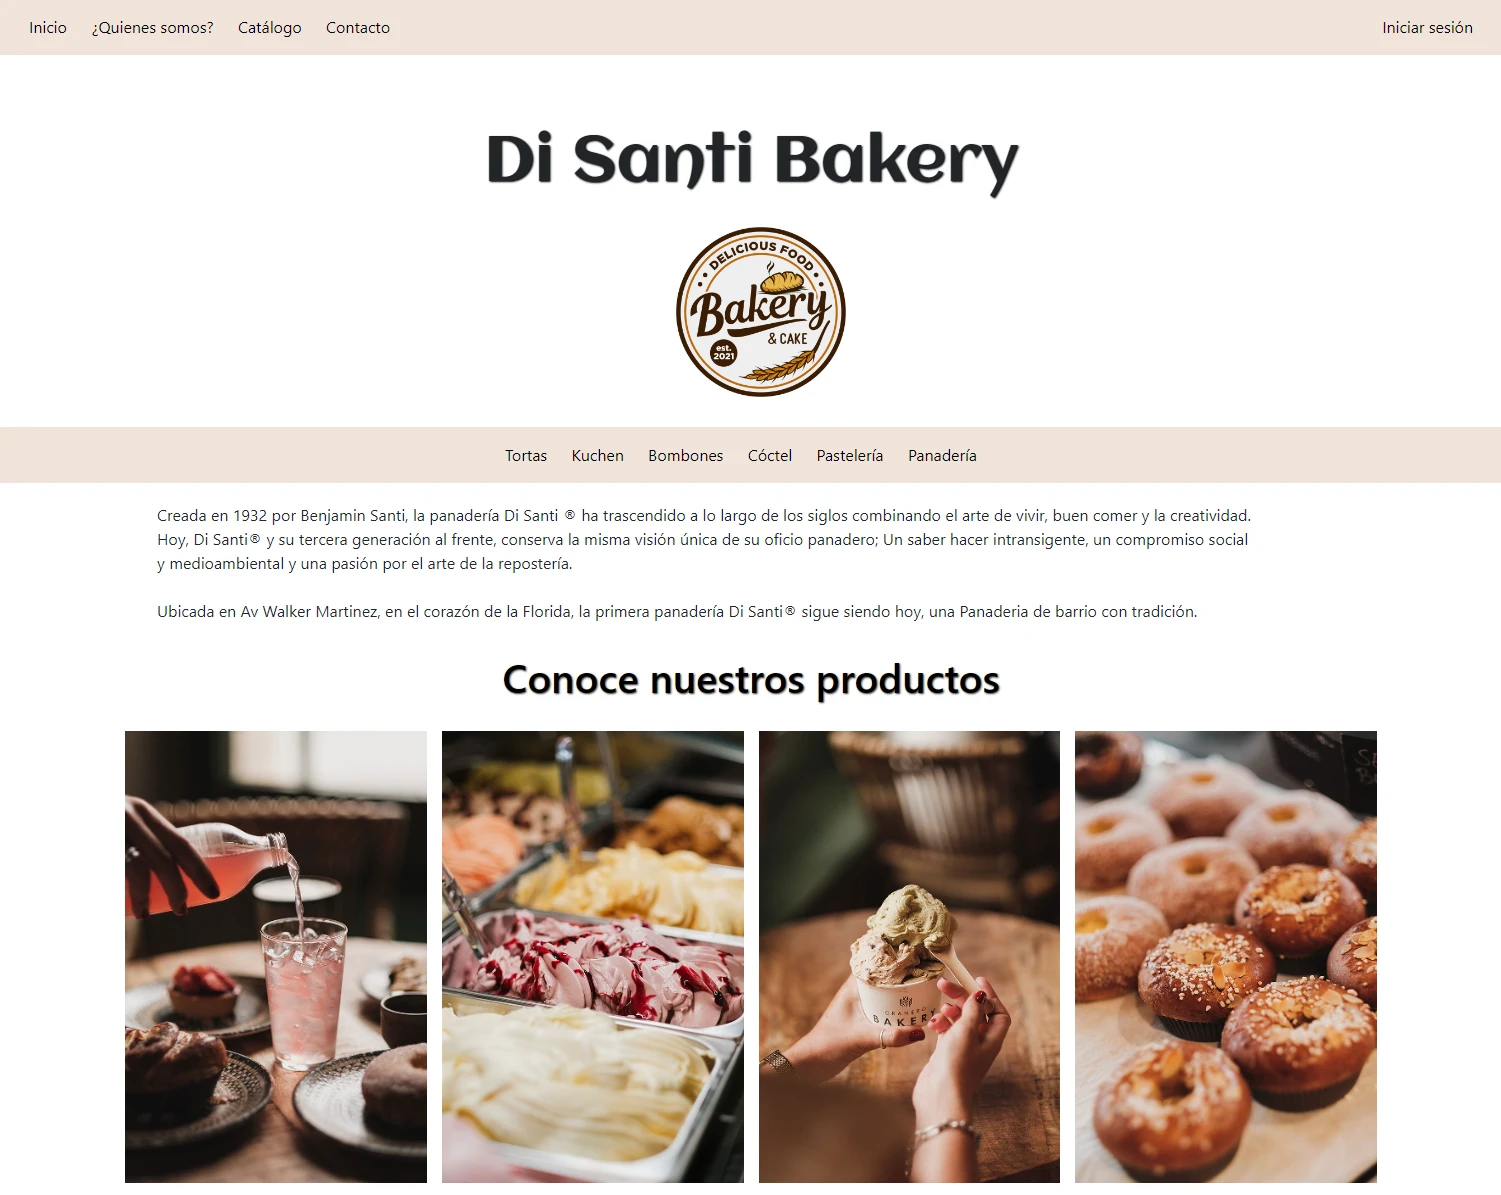 Inicio ¿Quienes somos? Catálogo Contacto Iniciar sesión
Di Santi Bakery
DELICIOUS FOOD
Bakery
& CAKE
est.
2021
Tortas Kuchen Bombones Cóctel Pastelería Panadería
Creada en 1932 por Benjamin Santi, la panadería Di Santi ® ha trascendido a lo largo de los siglos combinando el arte de vivir, buen comer y la creatividad.
Hoy, Di Santi® y su tercera generación al frente, conserva la misma visión única de su oficio panadero; Un saber hacer intransigente, un compromiso social
y medioambiental y una pasión por el arte de la repostería.
Ubicada en Av Walker Martinez, en el corazón de la Florida, la primera panadería Di Santi® sigue siendo hoy, una Panaderia de barrio con tradición.
Conoce nuestros productos
BAKERY